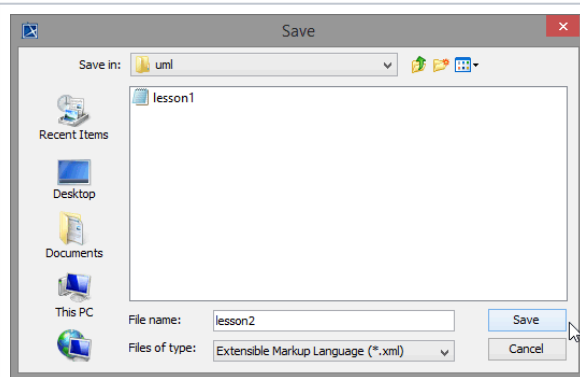 Save
Save in: uml
lesson1
Recent Items
Desktop
Documents
This PC
File name: lesson2 Save
Files of type: Extensible Markup Language (*.xml) Cancel